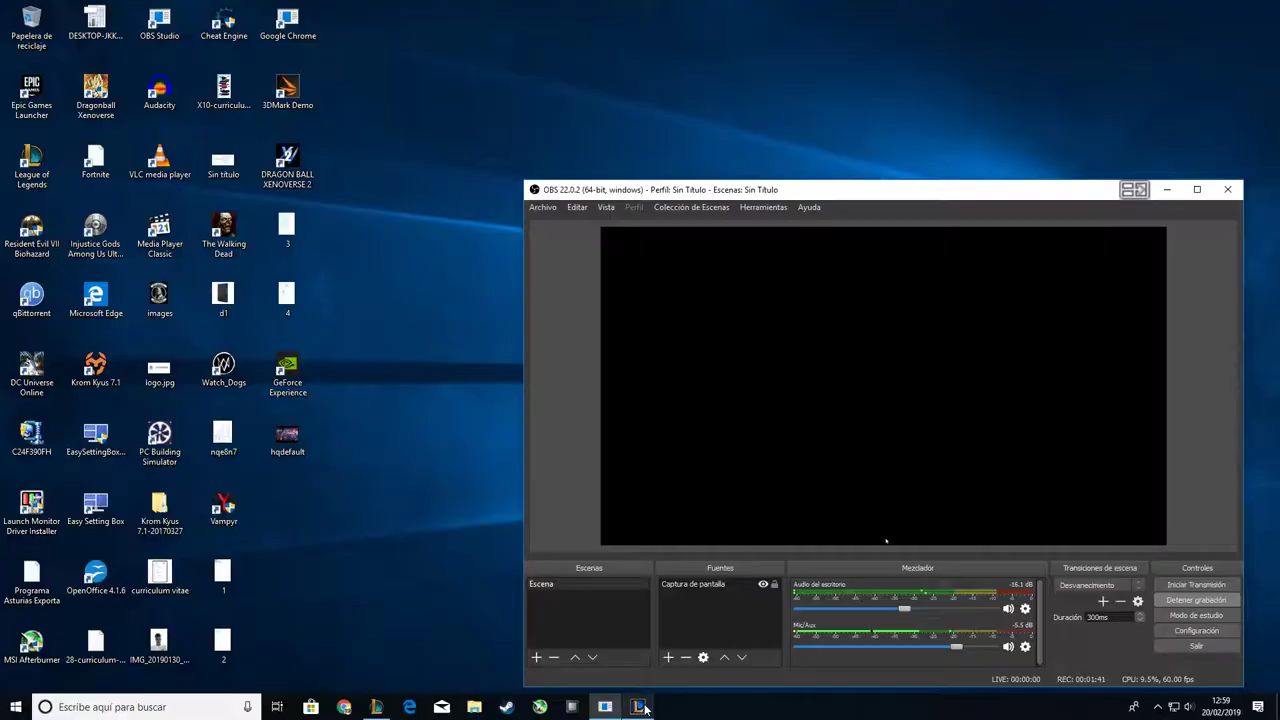 Papelera de
reciclaje
DESKTOP-JKK...
OBS Studio
Cheat Engine
Google Chrome
EPIC
GAMES
Epic Games
Launcher
Dragonball
Xenoverse
Audacity
X10-curriculu...
3DMark Demo
League of
Legends
Fortnite
VLC media player
Sin título
DRAGON BALL
XENOVERSE 2
Resident Evil VII
Biohazard
Injustice Gods
Among Us Ult...
Media Player
Classic
The Walking
Dead
3
qBittorrent
Microsoft Edge
images
d1
4
DC Universe
Online
Krom Kyus 7.1
logo.jpg
Watch_Dogs
GeForce
Experience
C24F390FH
EasySettingBox...
PC Building
Simulator
nqe8n7
hqdefault
Launch Monitor
Driver Installer
Easy Setting Box
Krom Kyus
7.1-20170327
Vampyr
Programa
Asturias Exporta
OpenOffice 4.1.6
curriculum vitae
1
MSI Afterburner
28-curriculum-...
IMG_20190130_...
2
OBS 22.0.2 (64-bit, windows) - Perfil: Sin Título - Escenas: Sin Título
Archivo Editar Vista Perfil Colección de Escenas Herramientas Ayuda
Escenas
Escena
Fuentes
Captura de pantalla
Mezclador
Audio del escritorio -16.1 dB
Mic/Aux -5.5 dB
Transiciones de escena
Desvanecimiento
Duración 300ms
Controles
Iniciar Transmisión
Detener grabación
Modo de estudio
Configuración
Salir
LIVE: 00:00:00 REC: 00:01:41 CPU: 9.5%, 60.00 fps
Escribe aquí para buscar
12:59
20/02/2019